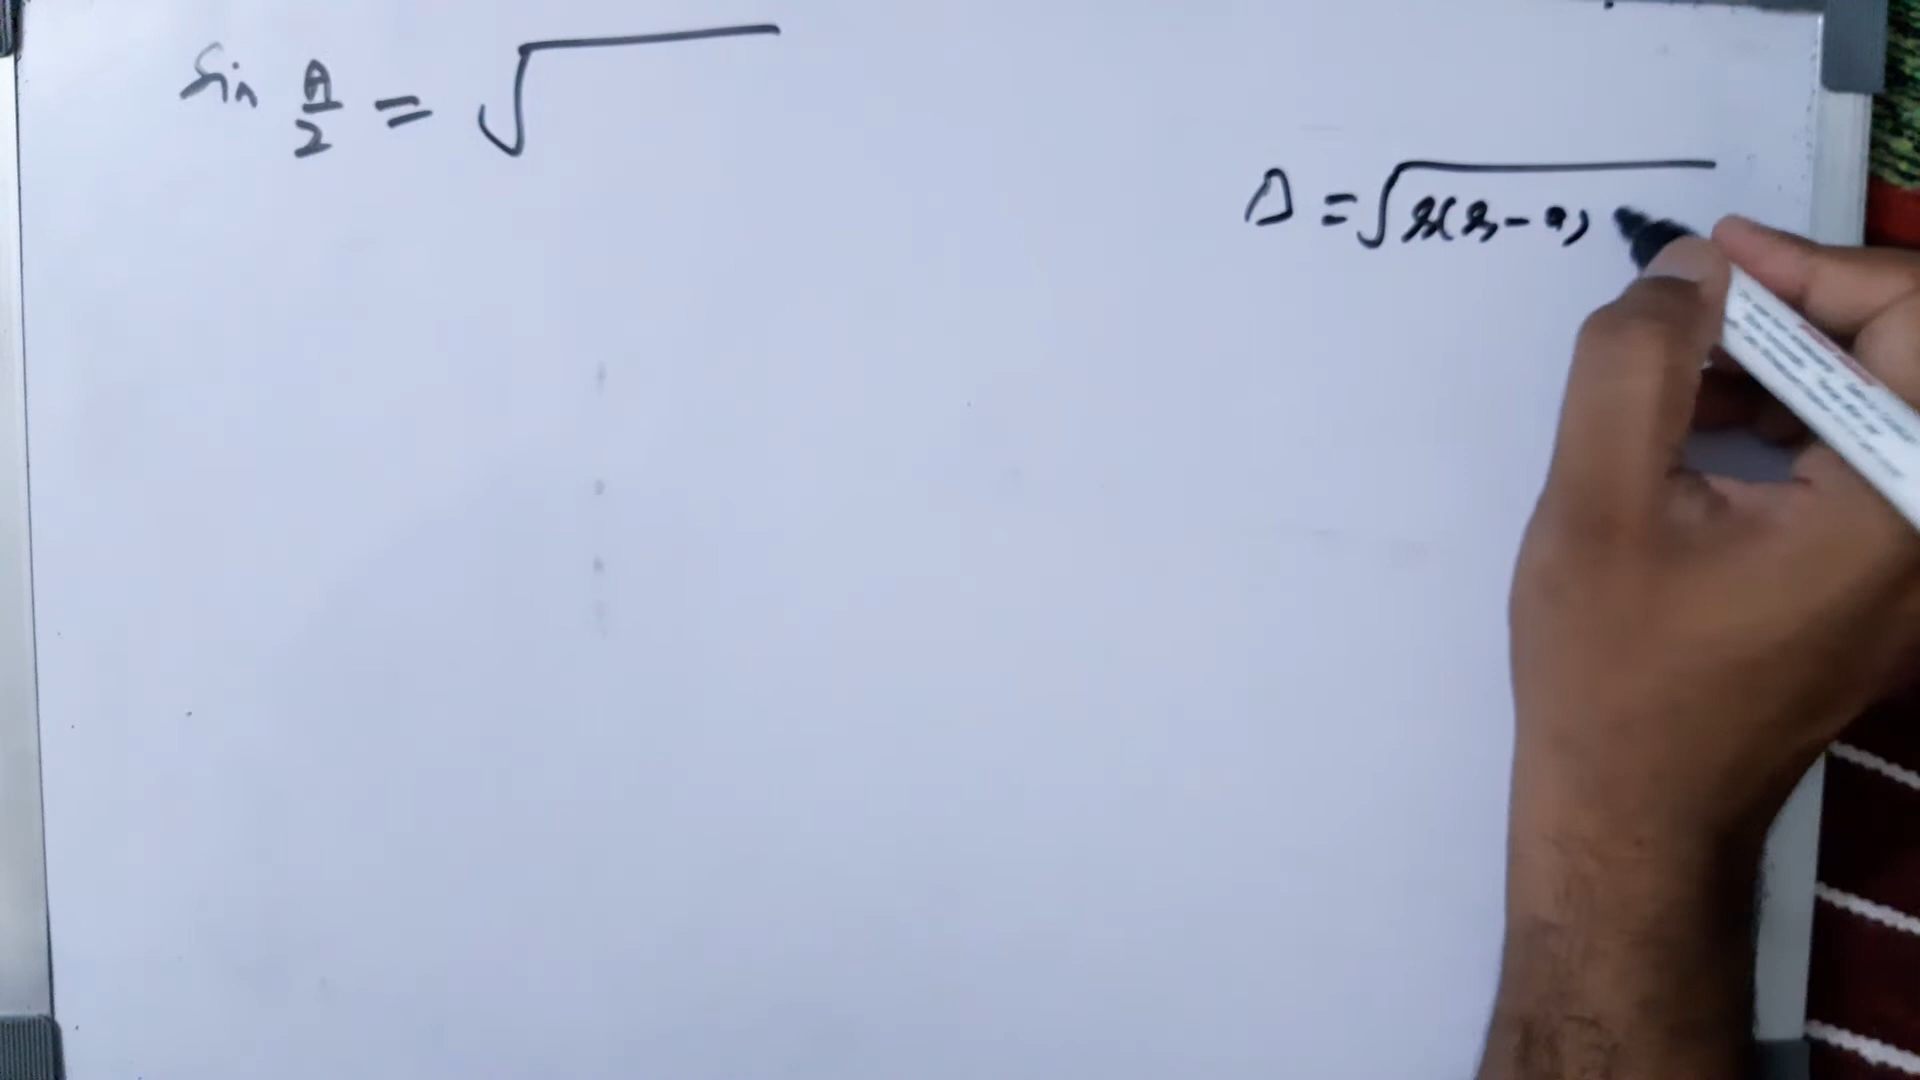 sin A/2 = √
Δ = √s(s-a)